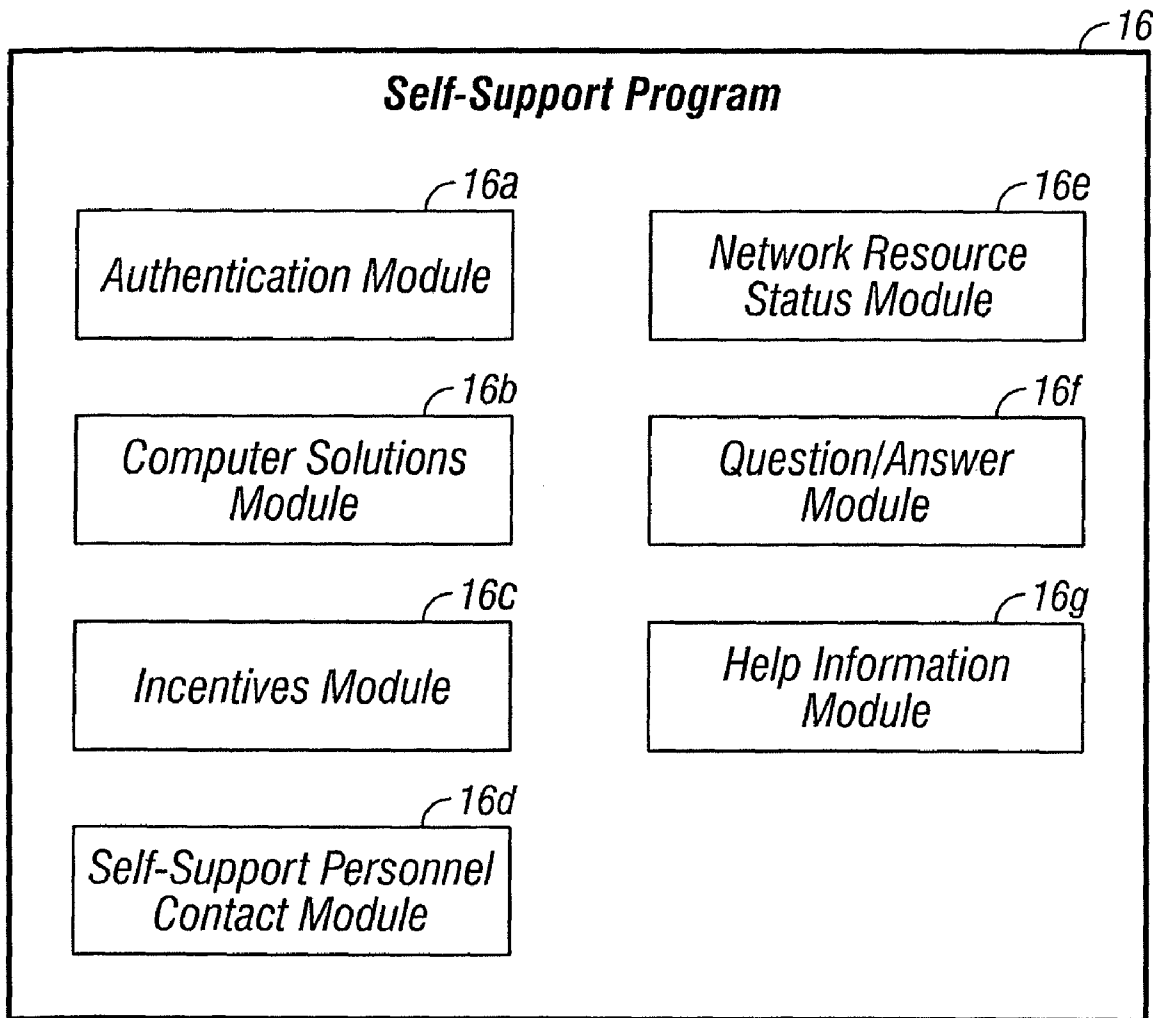 16
Self-Support Program
16a
Authentication Module
16b
Computer Solutions
Module
16c
Incentives Module
16d
Self-Support Personnel
Contact Module
16e
Network Resource
Status Module
16f
Question/Answer
Module
16g
Help Information
Module